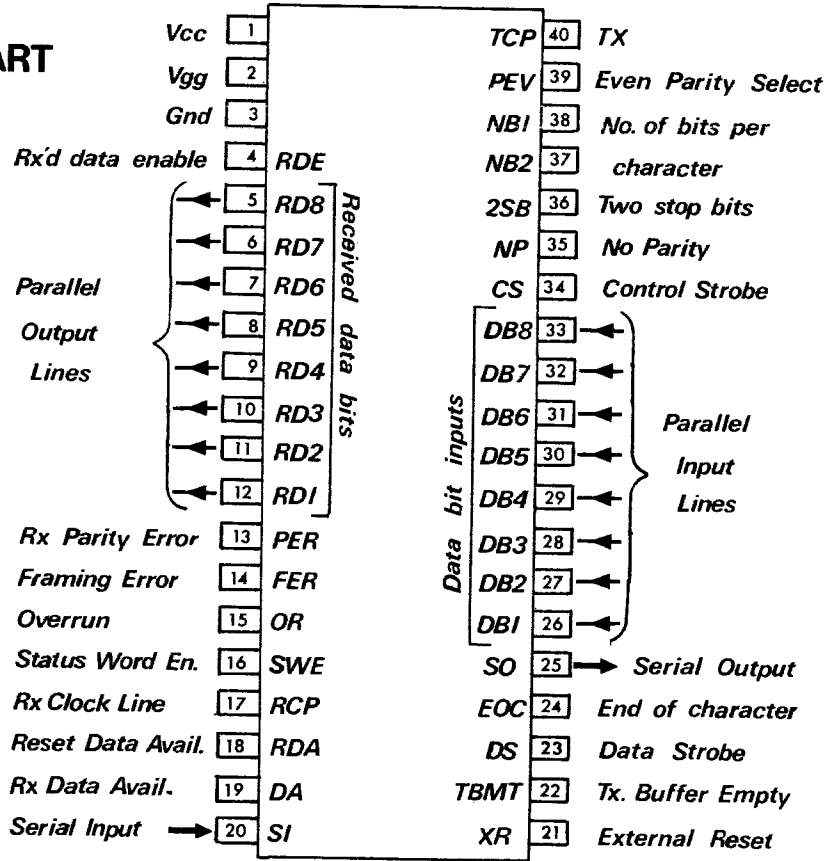 ART
Vcc 1
Vgg 2
Gnd 3
Rx'd data enable 4 RDE
5 RD8
6 RD7
Parallel 7 RD6
Output 8 RD5
Lines 9 RD4
10 RD3
11 RD2
12 RD1
Received data bits
Rx Parity Error 13 PER
Framing Error 14 FER
Overrun 15 OR
Status Word En. 16 SWE
Rx Clock Line 17 RCP
Reset Data Avail. 18 RDA
Rx Data Avail. 19 DA
Serial Input 20 SI
TCP 40 TX
PEV 39 Even Parity Select
NB1 38 No. of bits per
NB2 37 character
2SB 36 Two stop bits
NP 35 No Parity
CS 34 Control Strobe
DB8 33
DB7 32
DB6 31 Parallel
DB5 30 Input
DB4 29 Lines
DB3 28
DB2 27
DB1 26
Data bit inputs
SO 25 Serial Output
EOC 24 End of character
DS 23 Data Strobe
TBMT 22 Tx. Buffer Empty
XR 21 External Reset